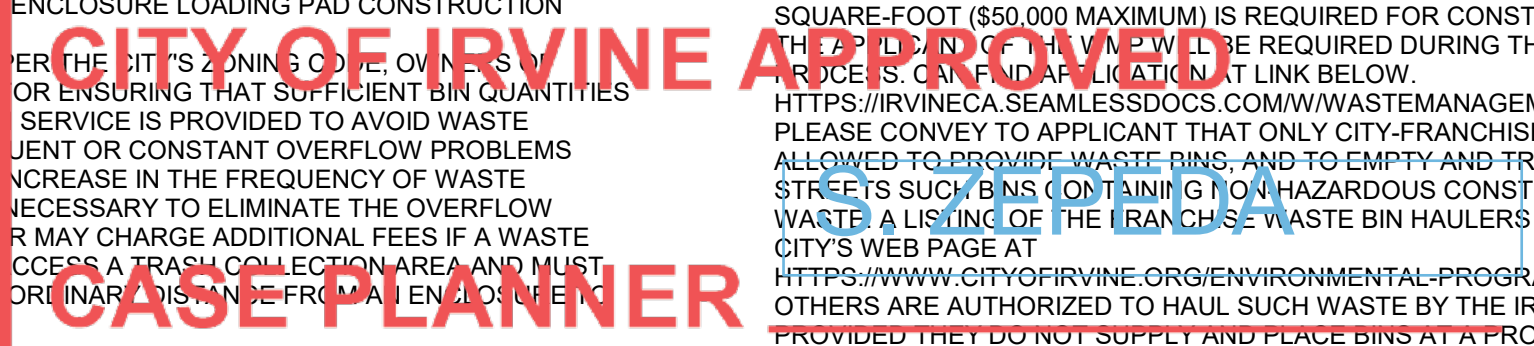 ENCLOSURE LOADING PAD CONSTRUCTION
PER THE CITY'S ZONING CODE, OWNERS OF
OR ENSURING THAT SUFFICIENT BIN QUANTITIES
SERVICE IS PROVIDED TO AVOID WASTE
UENT OR CONSTANT OVERFLOW PROBLEMS
NCREASE IN THE FREQUENCY OF WASTE
NECESSARY TO ELIMINATE THE OVERFLOW
R MAY CHARGE ADDITIONAL FEES IF A WASTE
CCESS A TRASH COLLECTION AREA AND MUST
ORDINARY DISTANCE FROM AN ENCLOSURE TO
SQUARE-FOOT ($50,000 MAXIMUM) IS REQUIRED FOR CONST
THE APPLICANT OF THE WMP WILL BE REQUIRED DURING TH
PROCESS. CAN FIND APPLICATION AT LINK BELOW.
HTTPS://IRVINECA.SEAMLESSDOCS.COM/W/WASTEMANAGEM
PLEASE CONVEY TO APPLICANT THAT ONLY CITY-FRANCHIS
ALLOWED TO PROVIDE WASTE BINS, AND TO EMPTY AND TR
STREETS SUCH BINS CONTAINING NON-HAZARDOUS CONST
WASTE. A LISTING OF THE FRANCHISE WASTE BIN HAULERS
CITY'S WEB PAGE AT
HTTPS://WWW.CITYOFIRVINE.ORG/ENVIRONMENTAL-PROGRA
OTHERS ARE AUTHORIZED TO HAUL SUCH WASTE BY THE IR
PROVIDED THEY DO NOT SUPPLY AND PLACE BINS AT A PRO
CITY OF IRVINE APPROVED
S. ZEPEDA
CASE PLANNER